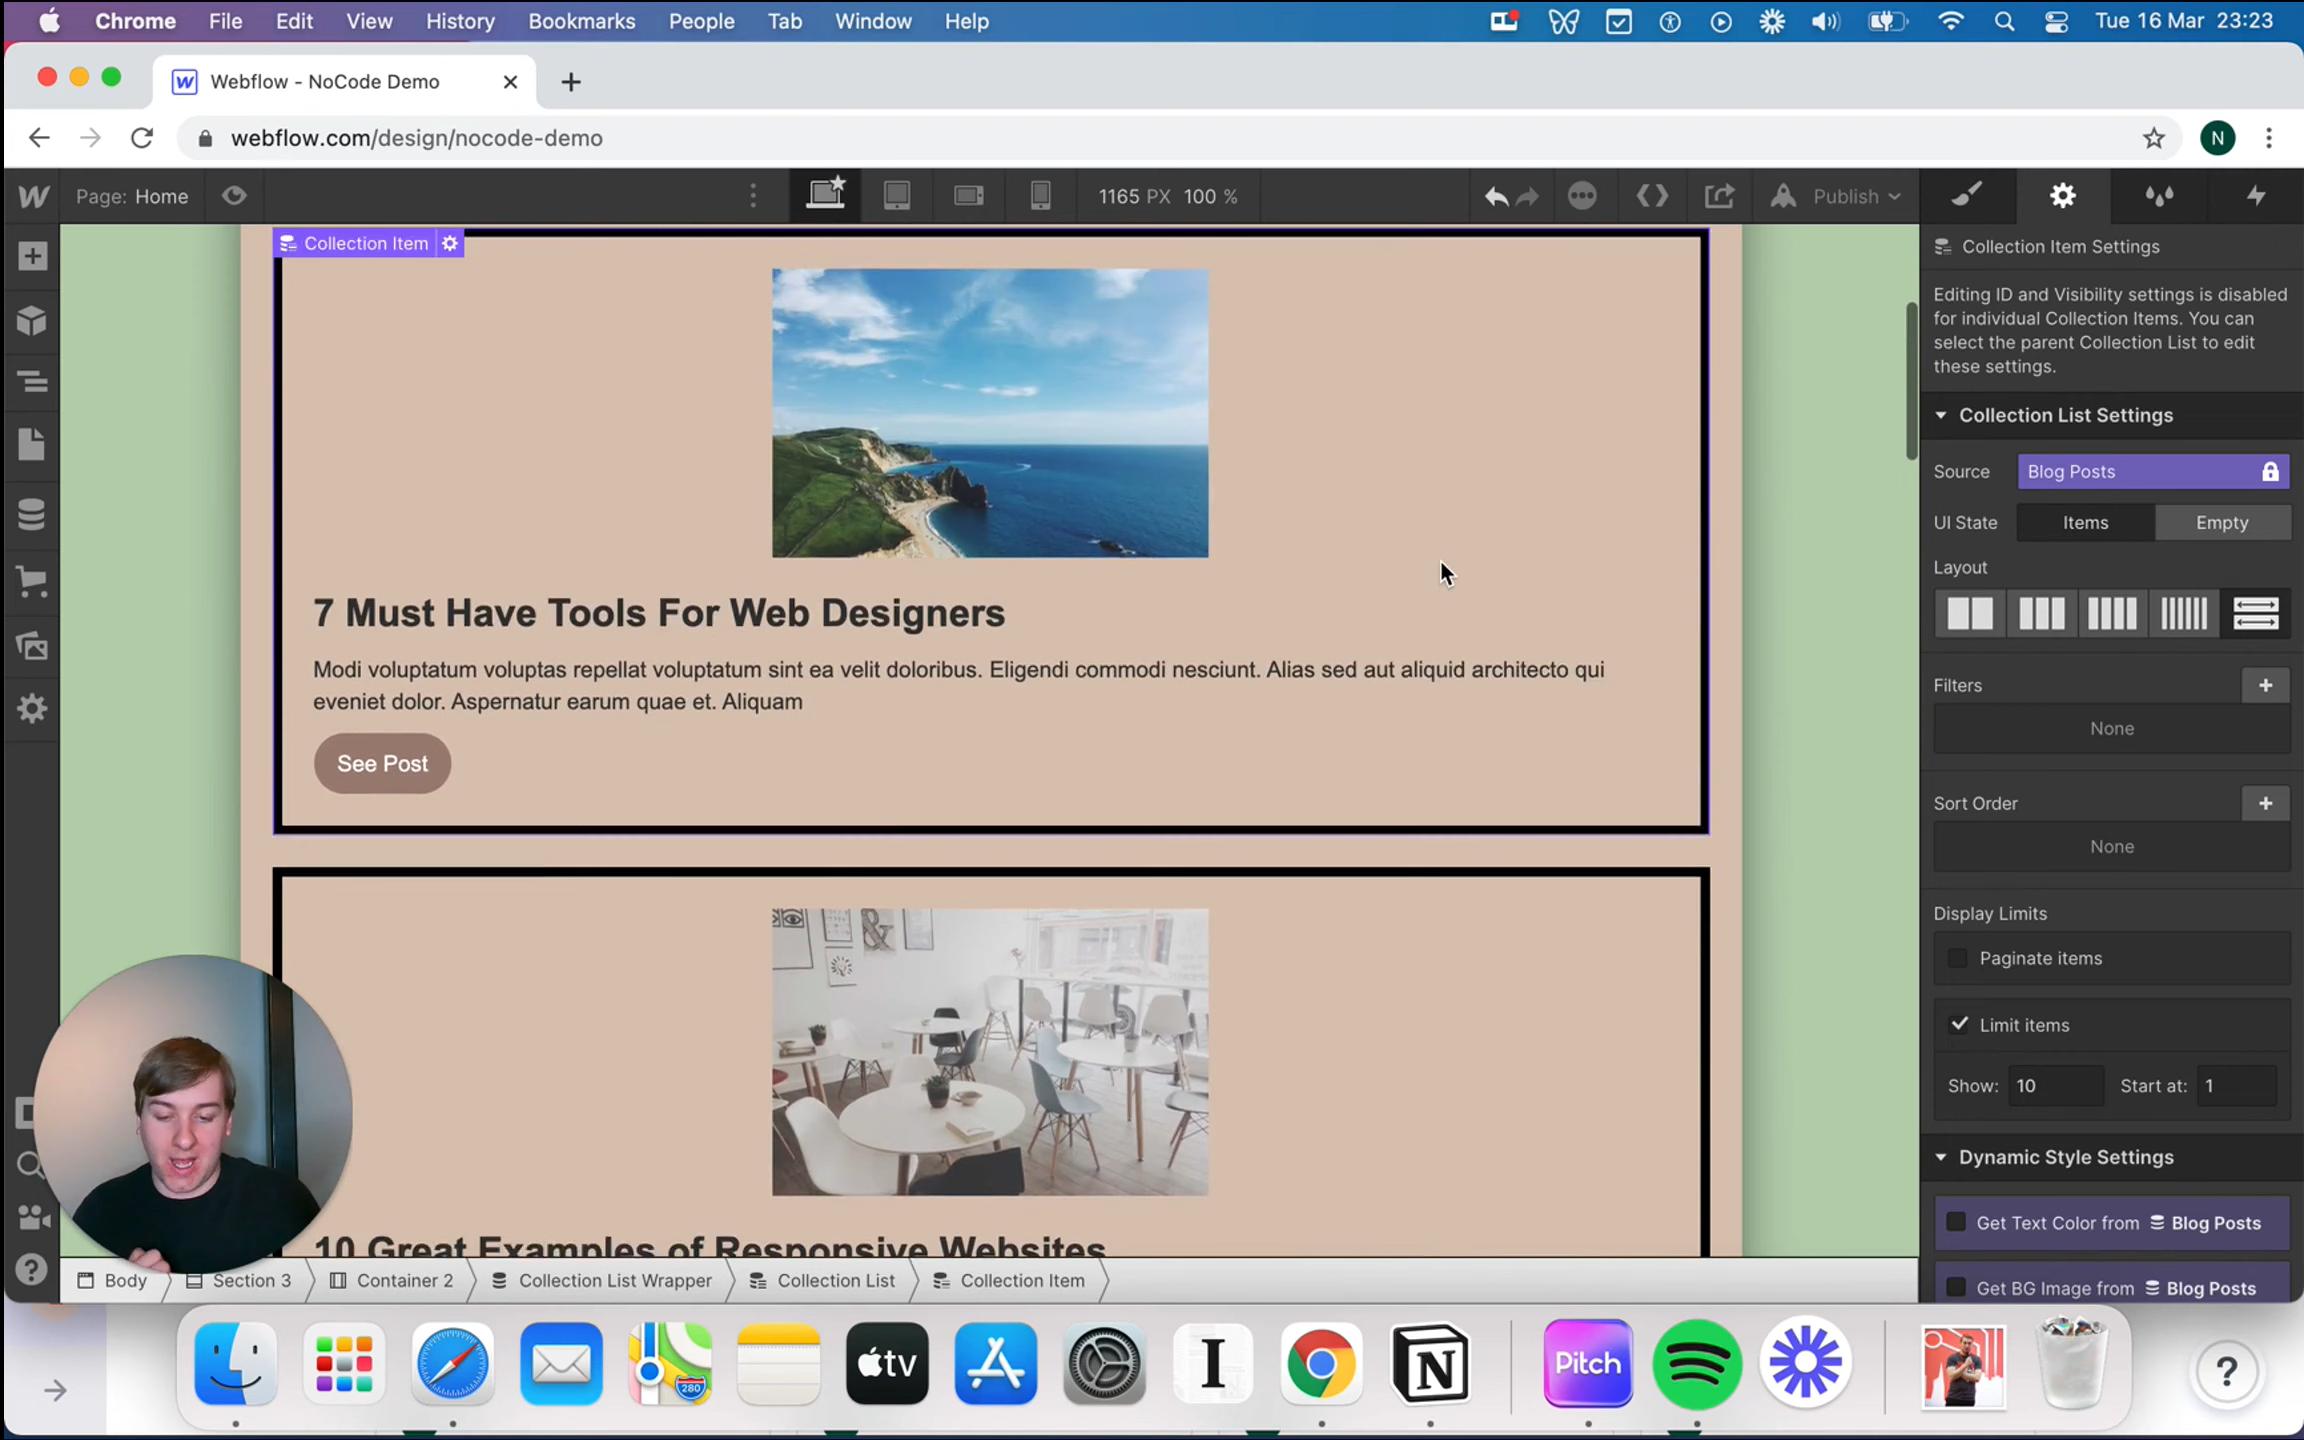 Chrome File Edit View History Bookmarks People Tab Window Help
Tue 16 Mar 23:23
Webflow - NoCode Demo
webflow.com/design/nocode-demo
N
Page: Home
1165 PX 100 %
Publish
Collection Item
Collection Item Settings
Editing ID and Visibility settings is disabled
for individual Collection Items. You can
select the parent Collection List to edit
these settings.
Collection List Settings
Source Blog Posts
UI State Items Empty
Layout
Filters
None
Sort Order
None
Display Limits
Paginate items
Limit items
Show: 10 Start at: 1
Dynamic Style Settings
Get Text Color from Blog Posts
Get BG Image from Blog Posts
7 Must Have Tools For Web Designers
Modi voluptatum voluptas repellat voluptatum sint ea velit doloribus. Eligendi commodi nesciunt. Alias sed aut aliquid architecto qui
eveniet dolor. Aspernatur earum quae et. Aliquam
See Post
&
10 Great Examples of Responsive Websites
Body Section 3 Container 2 Collection List Wrapper Collection List Collection Item
280
tv
I
N
Pitch
?